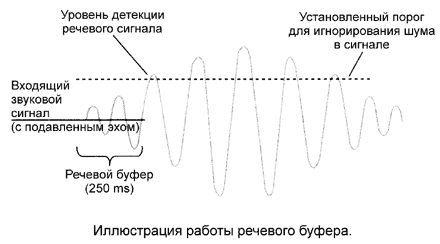 Уровень детекции
речевого сигнала
Установленный порог
для игнорирования шума
в сигнале
Входящий
звуковой
сигнал
(с подавленным эхом)
Речевой буфер
(250 ms)
Иллюстрация работы речевого буфера.